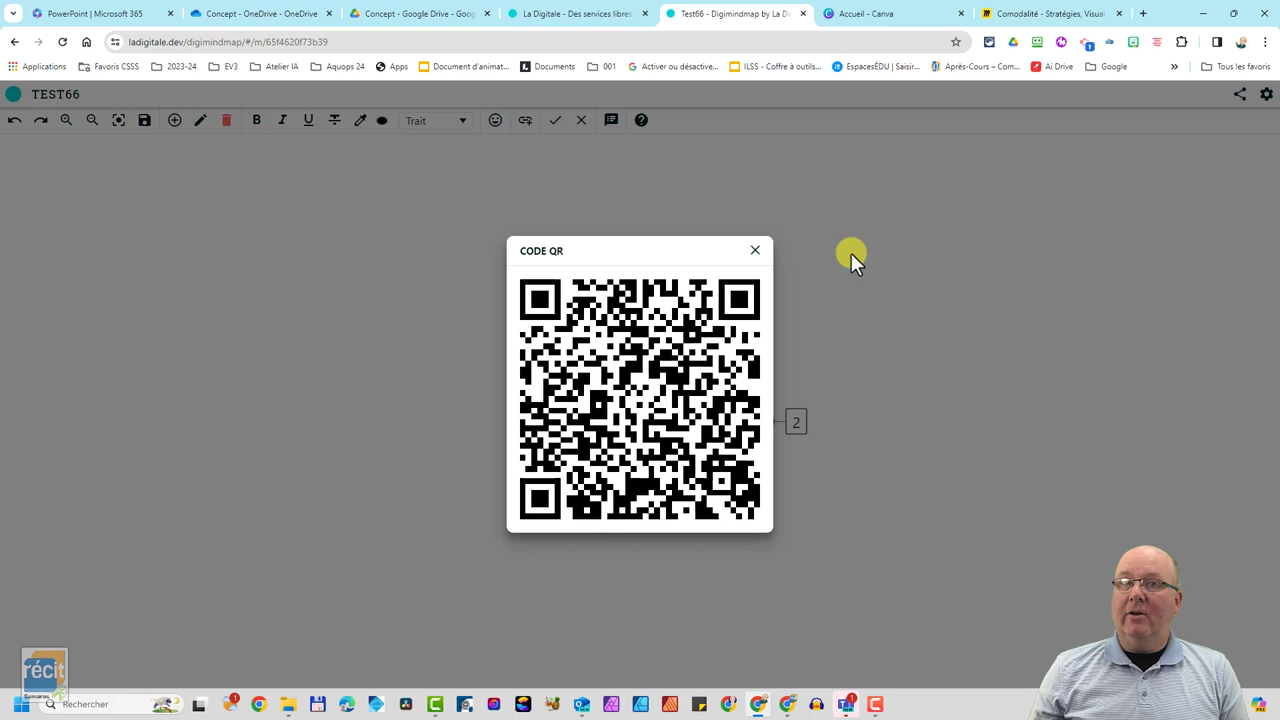 PowerPoint | Microsoft 365
Concept - OneDrive - OneDrive
Concept - Google Drive - Goog
La Digitale - Des services libres
Test66 - Digimindmap by La D
Accueil - Canva
Comodalité - Stratégies, Visual
ladigitale.dev/digimindmap/#/m/65f4620f73b39
Applications
Favoris CSSS
2023-24
EV3
Atelier IA
Aquops 24
Apps
Document d'animat...
Documents
001
Activer ou désactive...
ILSS - Coffre à outils...
EspacesÉDU | Saisir...
Après-Cours – Com...
Ai Drive
Google
Tous les favoris
TEST66
B I U S Trait
CODE QR
2
récit
Rechercher